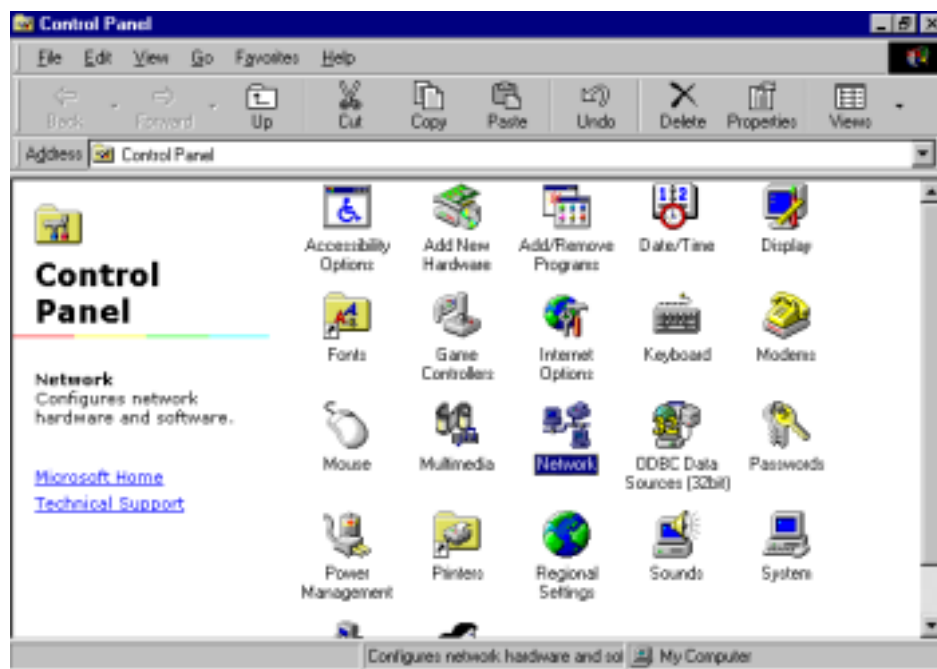 Control Panel
File Edit View Go Favorites Help
Back Forward Up Cut Copy Paste Undo Delete Properties Views
Address Control Panel
Control
Panel
Network
Configures network
hardware and software.
Microsoft Home
Technical Support
Accessibility
Options
Add New
Hardware
Add/Remove
Programs
Date/Time
Display
Fonts
Game
Controllers
Internet
Options
Keyboard
Modems
Mouse
Multimedia
Network
ODBC Data
Sources (32bit)
Passwords
Power
Management
Printers
Regional
Settings
Sounds
System
Configures network hardware and sof My Computer